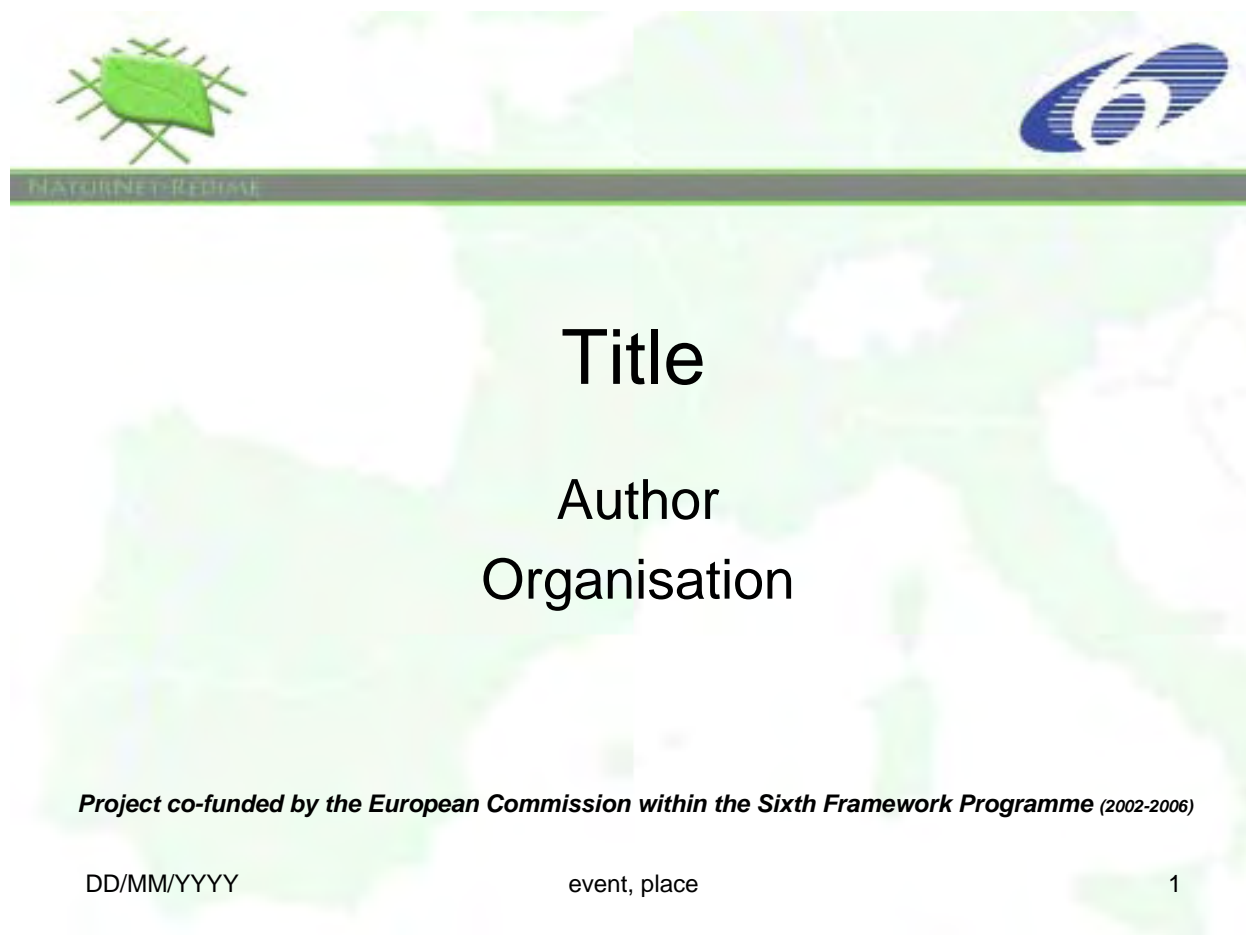 NATURNET-REDIME
Title
Author
Organisation
Project co-funded by the European Commission within the Sixth Framework Programme (2002-2006)
DD/MM/YYYY event, place 1